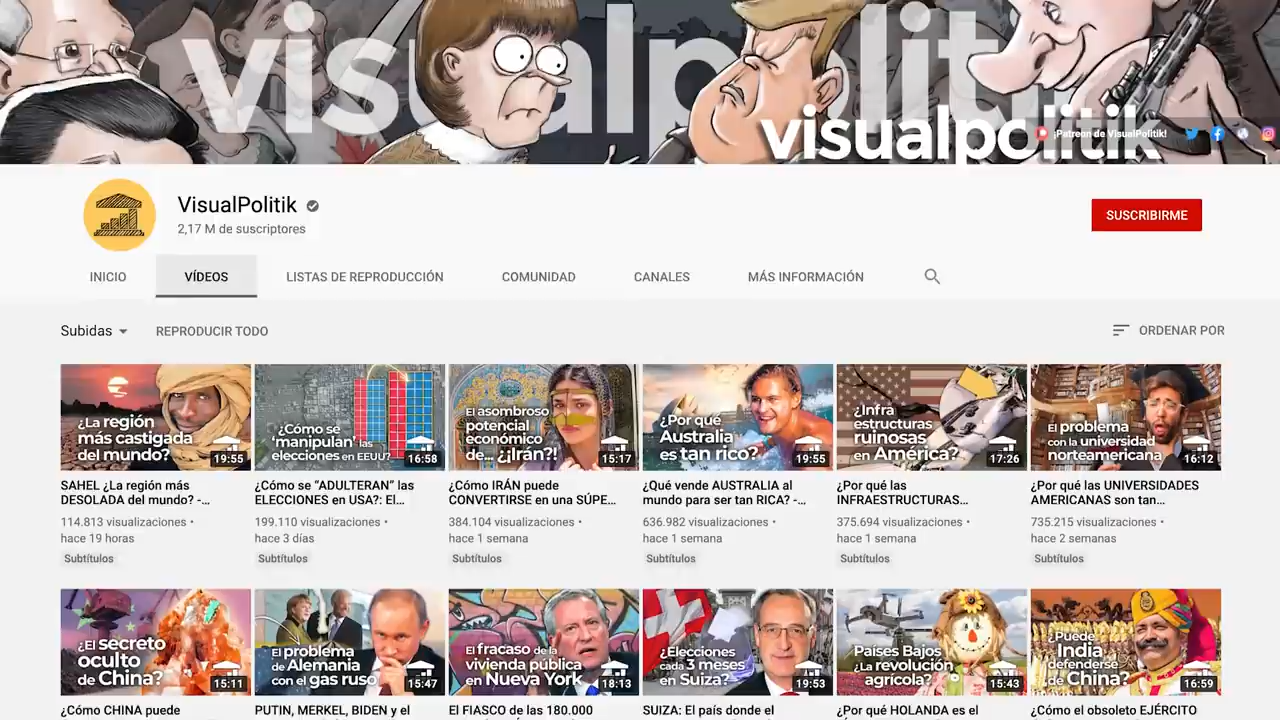 visualpolitik
visualpolitik
¡Patreon de VisualPolitik!
VisualPolitik
2,17 M de suscriptores
SUSCRIBIRME
INICIO
VÍDEOS
LISTAS DE REPRODUCCIÓN
COMUNIDAD
CANALES
MÁS INFORMACIÓN
Subidas
REPRODUCIR TODO
ORDENAR POR
¿La región
más castigada
del mundo?
19:55
SAHEL ¿La región más
DESOLADA del mundo? -...
114.813 visualizaciones •
hace 19 horas
Subtítulos
¿Cómo se
'manipulan' las
elecciones en EEUU?
16:58
¿Cómo se “ADULTERAN” las
ELECCIONES en USA?: El...
199.110 visualizaciones •
hace 3 días
Subtítulos
El asombroso
potencial
económico
de... ¡¿Irán?!
15:17
¿Cómo IRÁN puede
CONVERTIRSE en una SÚPE...
384.104 visualizaciones •
hace 1 semana
Subtítulos
¿Por qué
Australia
es tan rico?
19:55
¿Qué vende AUSTRALIA al
mundo para ser tan RICA? -...
636.982 visualizaciones •
hace 1 semana
Subtítulos
¿Infra
estructuras
ruinosas
en América?
17:26
¿Por qué las
INFRAESTRUCTURAS...
375.694 visualizaciones •
hace 1 semana
Subtítulos
El problema
con la universidad
norteamericana
16:12
¿Por qué las UNIVERSIDADES
AMERICANAS son tan...
735.215 visualizaciones •
hace 2 semanas
Subtítulos
¿El secreto
oculto
de China?
15:11
¿Cómo CHINA puede
El problema
de Alemania
con el gas ruso
15:47
PUTIN, MERKEL, BIDEN y el
El fracaso de la
vivienda pública
en Nueva York
18:13
El FIASCO de las 180.000
¿Elecciones
cada 3 meses
en Suiza?
19:53
SUIZA: El país donde el
Países Bajos
¿La revolución
agrícola?
15:43
¿Por qué HOLANDA es el
¿Puede
India
defenderse
de China?
16:59
¿Cómo el obsoleto EJÉRCITO